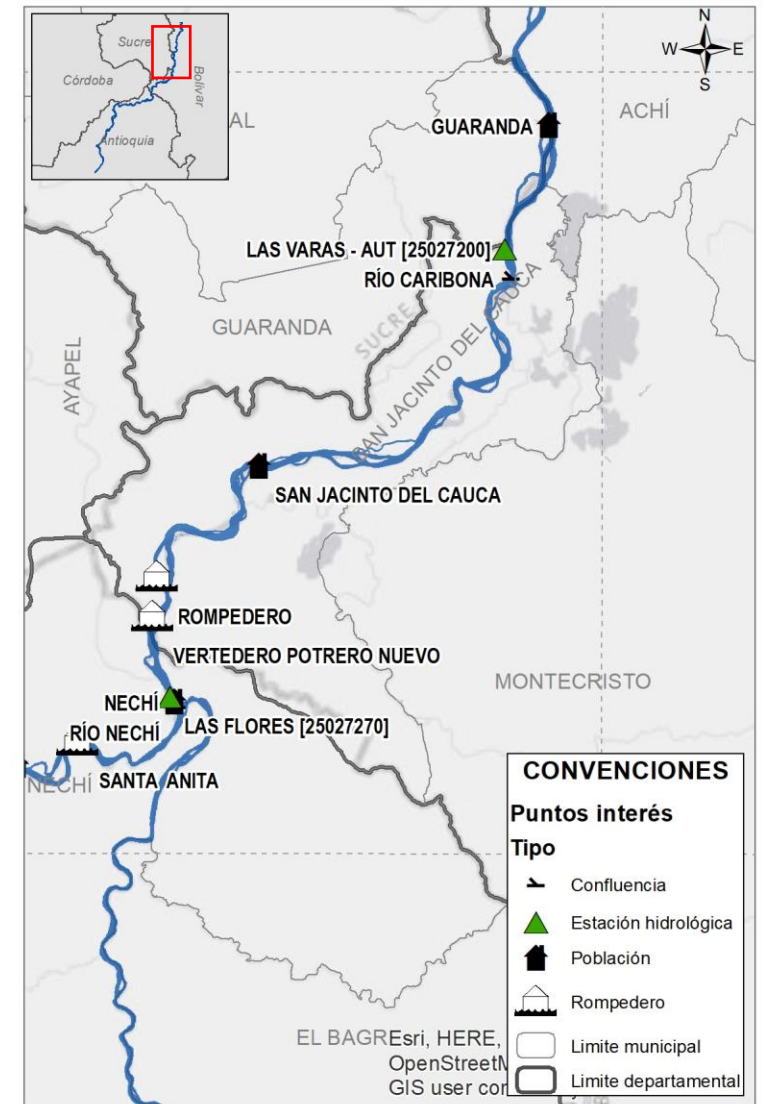 Sucre
Córdoba
Bolívar
Antioquia
N
W E
S
AL
ACHÍ
GUARANDA
LAS VARAS - AUT [25027200]
RÍO CARIBONA
GUARANDA
SUCRE
SAN JACINTO DEL CAUCA
AYAPEL
SAN JACINTO DEL CAUCA
ROMPEDERO
VERTEDERO POTRERO NUEVO
MONTECRISTO
NECHÍ
LAS FLORES [25027270]
RÍO NECHÍ
NECHÍ
SANTA ANITA
CONVENCIONES
Puntos interés
Tipo
Confluencia
Estación hidrológica
Población
Rompedero
Limite municipal
Limite departamental
EL BAGRE
Esri, HERE,
OpenStreetM
GIS user con